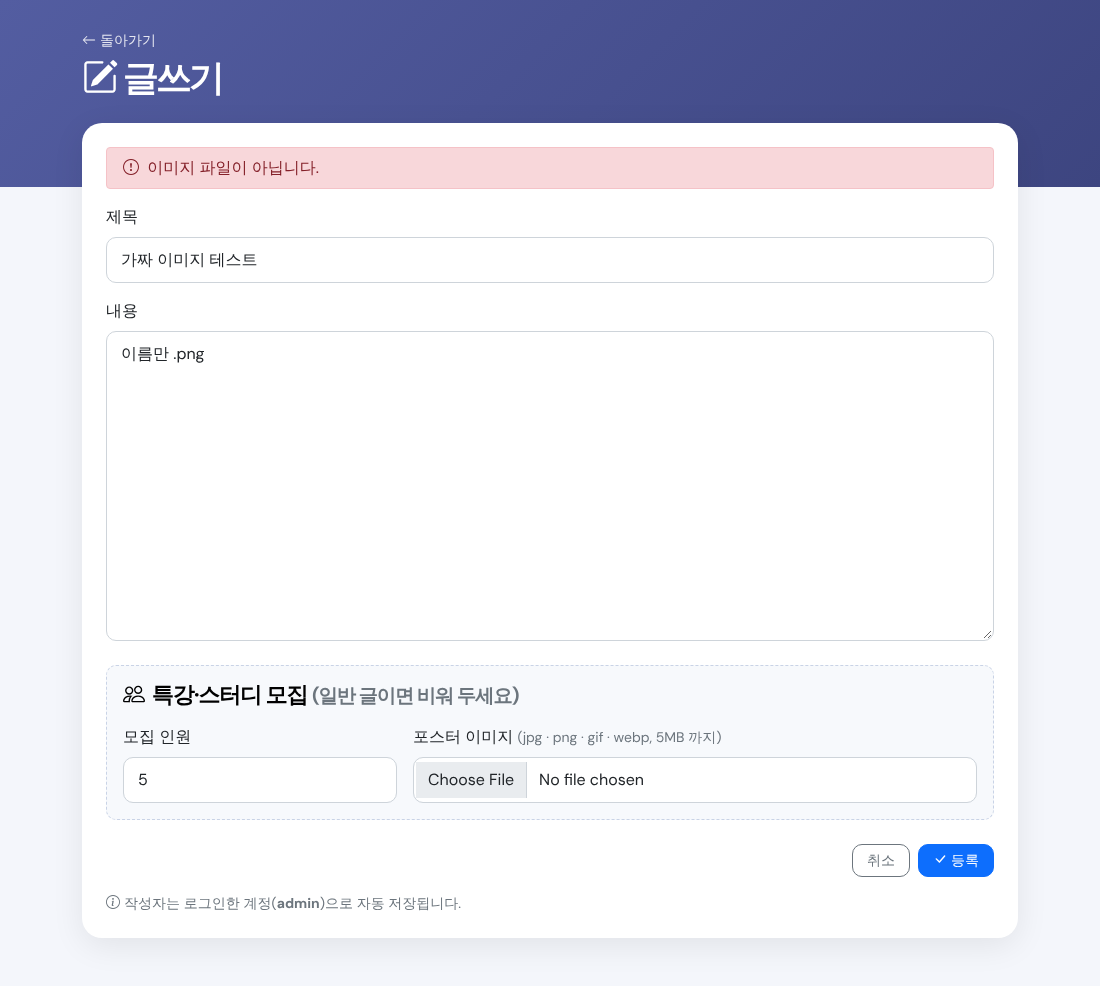 ← 돌아가기
글쓰기
이미지 파일이 아닙니다.
제목
가짜 이미지 테스트
내용
이름만 .png
특강·스터디 모집 (일반 글이면 비워 두세요)
모집 인원
포스터 이미지 (jpg · png · gif · webp, 5MB 까지)
5
Choose File No file chosen
취소
등록
작성자는 로그인한 계정(admin)으로 자동 저장됩니다.